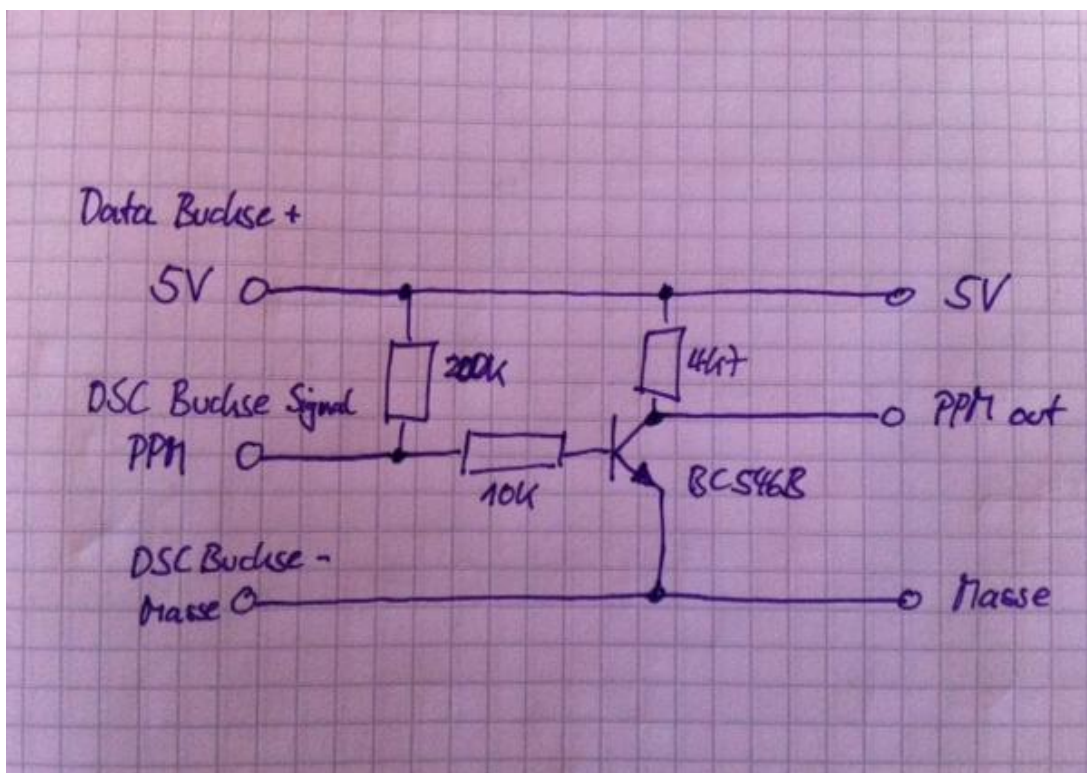 Data Buchse +
5V
5V
200K
4k7
DSC Buchse Signal
PPM
PPM out
10K
BC546B
DSC Buchse -
Masse
Masse